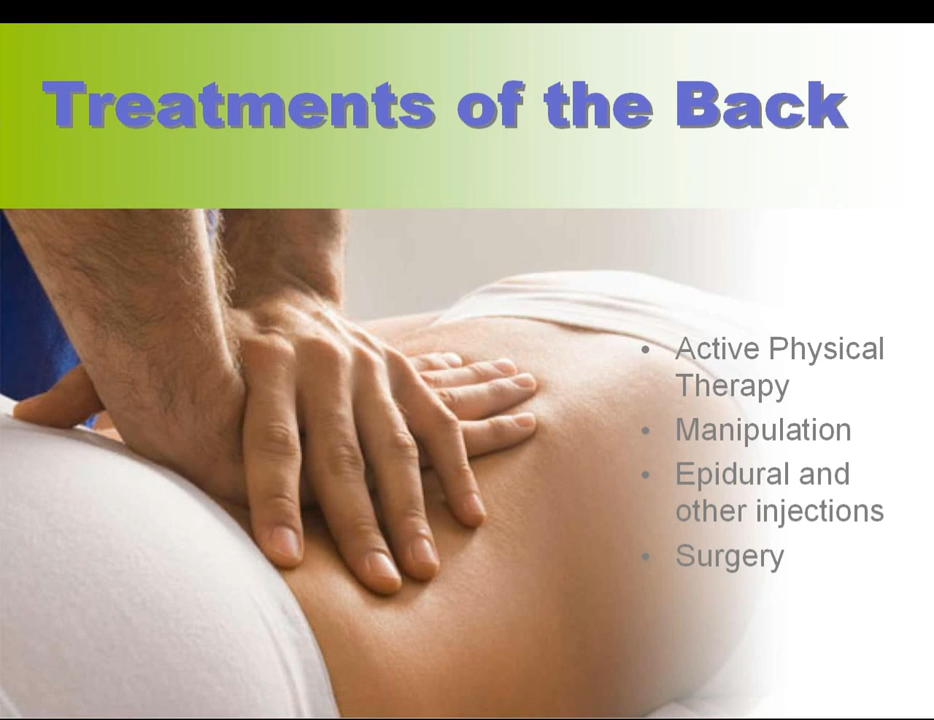 Treatments of the Back
• Active Physical
Therapy
• Manipulation
• Epidural and
other injections
• Surgery